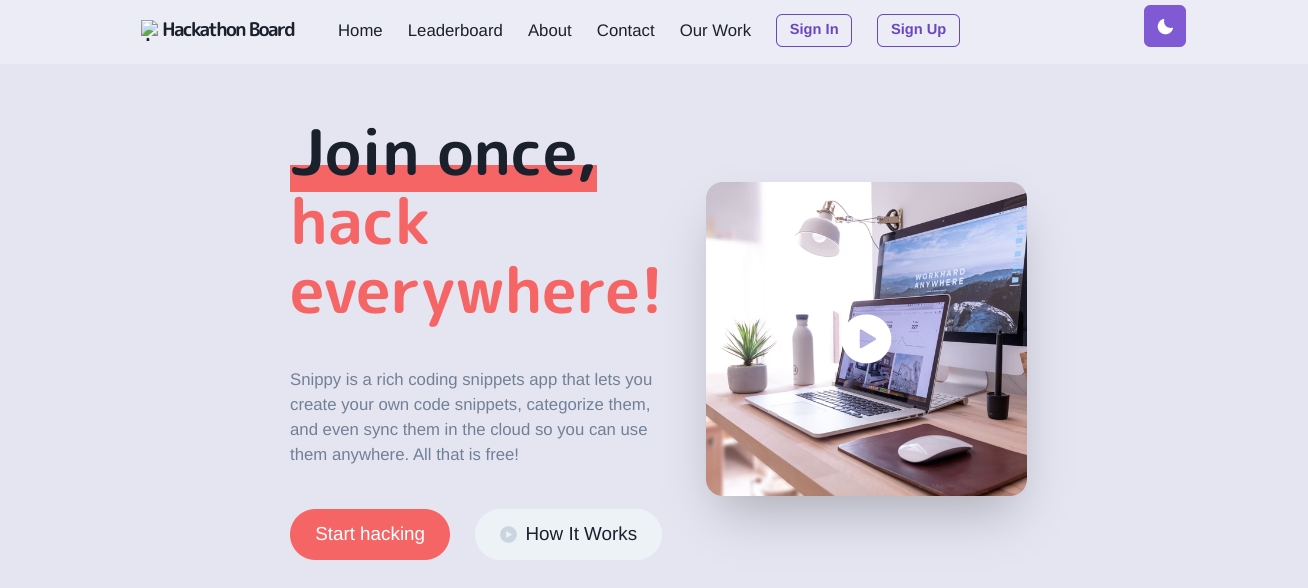 Hackathon Board
Home
Leaderboard
About
Contact
Our Work
Sign In
Sign Up
Join once,
hack
everywhere!
Snippy is a rich coding snippets app that lets you
create your own code snippets, categorize them,
and even sync them in the cloud so you can use
them anywhere. All that is free!
WORKHARD
ANYWHERE
Start hacking
How It Works